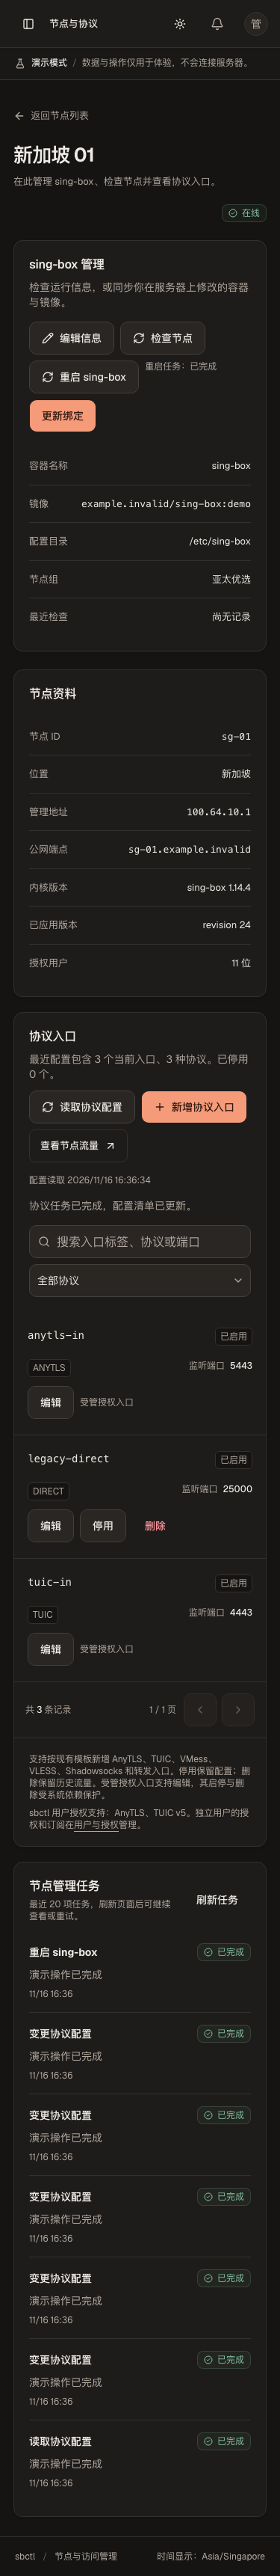 节点与协议
管
演示模式 / 数据与操作仅用于体验，不会连接服务器。
返回节点列表
新加坡 01
在此管理 sing-box、检查节点并查看协议入口。
在线
sing-box 管理
检查运行信息，或同步你在服务器上修改的容器
与镜像。
编辑信息
检查节点
重启 sing-box
重启任务：已完成
更新绑定
容器名称 sing-box
镜像 example.invalid/sing-box:demo
配置目录 /etc/sing-box
节点组 亚太优选
最近检查 尚无记录
节点资料
节点 ID sg-01
位置 新加坡
管理地址 100.64.10.1
公网端点 sg-01.example.invalid
内核版本 sing-box 1.14.4
已应用版本 revision 24
授权用户 11 位
协议入口
最近配置包含 3 个当前入口、3 种协议。已停用
0 个。
读取协议配置
新增协议入口
查看节点流量
配置读取 2026/11/16 16:36:34
协议任务已完成，配置清单已更新。
搜索入口标签、协议或端口
全部协议
anytls-in 已启用
ANYTLS 监听端口 5443
编辑 受管授权入口
legacy-direct 已启用
DIRECT 监听端口 25000
编辑 停用 删除
tuic-in 已启用
TUIC 监听端口 4443
编辑 受管授权入口
共 3 条记录 1 / 1 页
支持按现有模板新增 AnyTLS、TUIC、VMess、
VLESS、Shadowsocks 和转发入口。停用保留配置；删
除保留历史流量。受管授权入口支持编辑，其启停与删
除受系统依赖保护。
sbctl 用户授权支持：AnyTLS、TUIC v5。独立用户的授
权和订阅在用户与授权管理。
节点管理任务
最近 20 项任务，刷新页面后可继续
查看或重试。
刷新任务
重启 sing-box 已完成
演示操作已完成
11/16 16:36
变更协议配置 已完成
演示操作已完成
11/16 16:36
变更协议配置 已完成
演示操作已完成
11/16 16:36
变更协议配置 已完成
演示操作已完成
11/16 16:36
变更协议配置 已完成
演示操作已完成
11/16 16:36
变更协议配置 已完成
演示操作已完成
11/16 16:36
读取协议配置 已完成
演示操作已完成
11/16 16:36
sbctl / 节点与访问管理 时间显示：Asia/Singapore